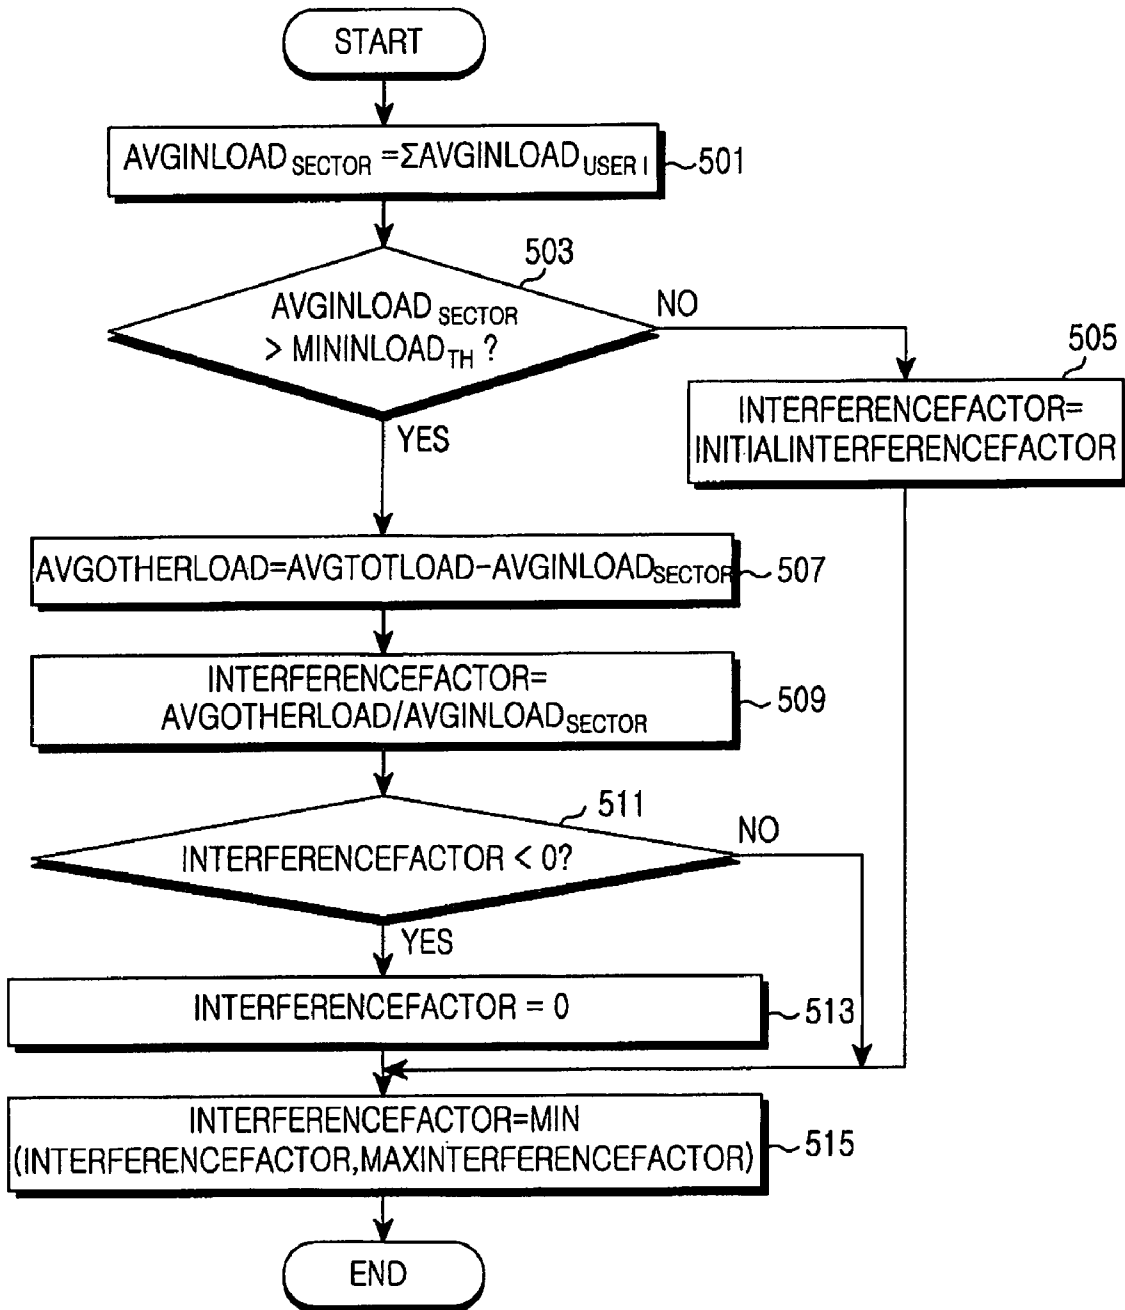 START
AVGINLOAD SECTOR =ΣAVGINLOAD USER I
501
503
AVGINLOAD SECTOR
> MININLOAD TH ?
NO
YES
505
INTERFERENCEFACTOR=
INITIALINTERFERENCEFACTOR
AVGOTHERLOAD=AVGTOTLOAD-AVGINLOAD SECTOR
507
INTERFERENCEFACTOR=
AVGOTHERLOAD/AVGINLOAD SECTOR
509
511
INTERFERENCEFACTOR < 0?
NO
YES
INTERFERENCEFACTOR = 0
513
INTERFERENCEFACTOR=MIN
(INTERFERENCEFACTOR,MAXINTERFERENCEFACTOR)
515
END